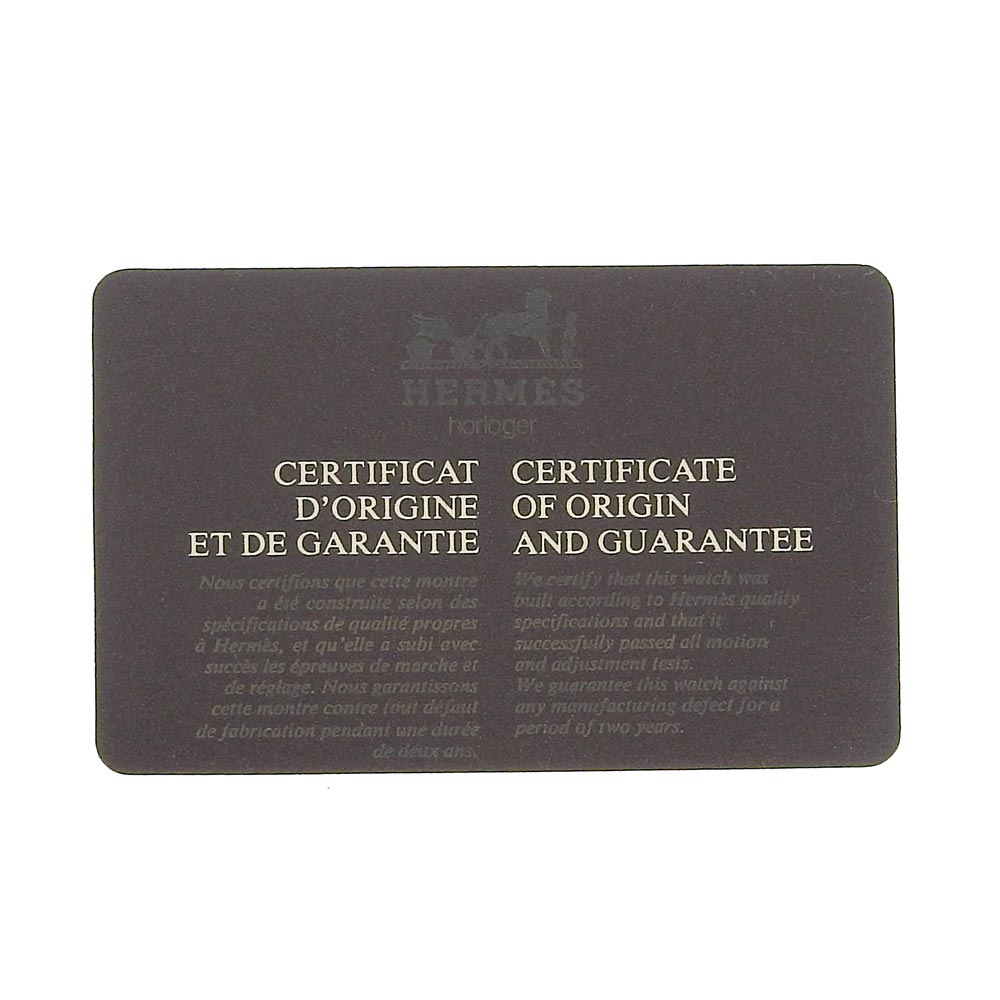 HERMÈS
horloger
CERTIFICAT
D'ORIGINE
ET DE GARANTIE
Nous certifions que cette montre
a été construite selon des
spécifications de qualité propres
à Hermès, et qu'elle a subi avec
succès les épreuves de marche et
de réglage. Nous garantissons
cette montre contre tout défaut
de fabrication pendant une durée
de deux ans.
CERTIFICATE
OF ORIGIN
AND GUARANTEE
We certify that this watch was
built according to Hermès quality
specifications and that it
successfully passed all motion
and adjustment tests.
We guarantee this watch against
any manufacturing defect for a
period of two years.